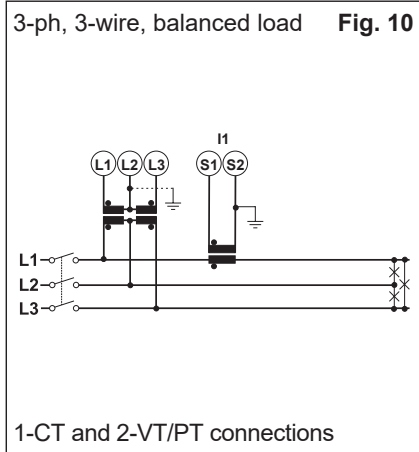 3-ph, 3-wire, balanced load Fig. 10
I1
L1 L2 L3 S1 S2
L1
L2
L3
1-CT and 2-VT/PT connections